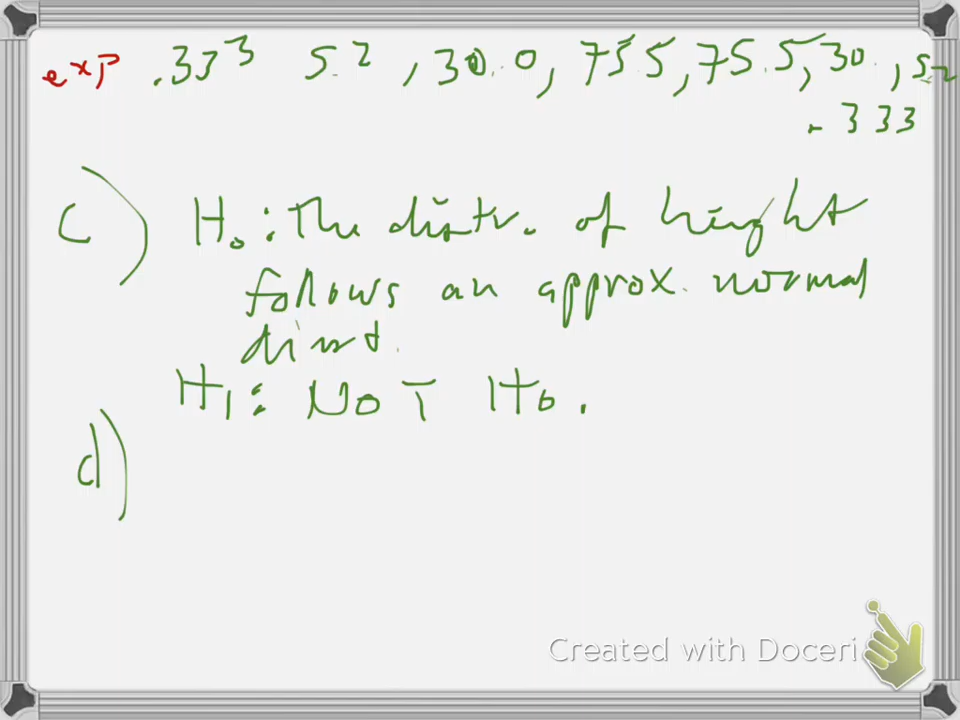 exp .333 5.2 , 30.0 , 75.5 , 75.5 , 30. , 5.2
.333
c) H₀ : The distr. of height
follows an approx. normal
dist.
H₁ : NOT H₀ .
d)
Created with Doceri